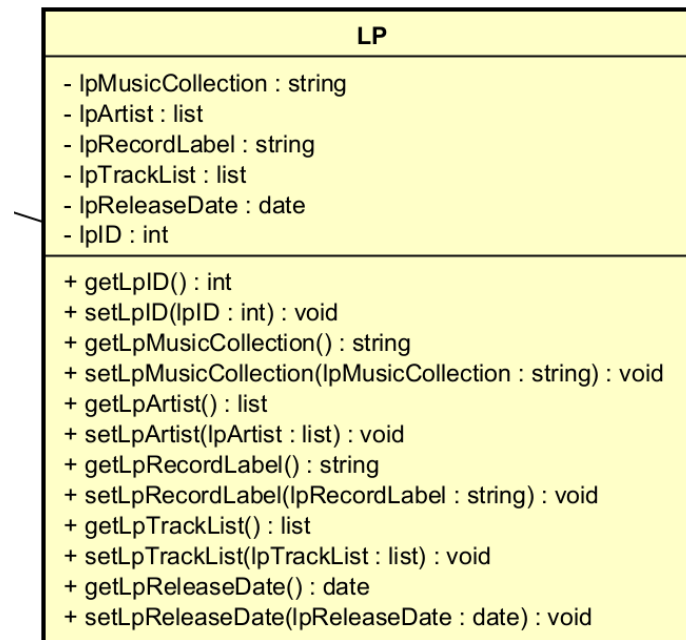 LP
- lpMusicCollection : string
- lpArtist : list
- lpRecordLabel : string
- lpTrackList : list
- lpReleaseDate : date
- lpID : int
+ getLpID() : int
+ setLpID(lpID : int) : void
+ getLpMusicCollection() : string
+ setLpMusicCollection(lpMusicCollection : string) : void
+ getLpArtist() : list
+ setLpArtist(lpArtist : list) : void
+ getLpRecordLabel() : string
+ setLpRecordLabel(lpRecordLabel : string) : void
+ getLpTrackList() : list
+ setLpTrackList(lpTrackList : list) : void
+ getLpReleaseDate() : date
+ setLpReleaseDate(lpReleaseDate : date) : void